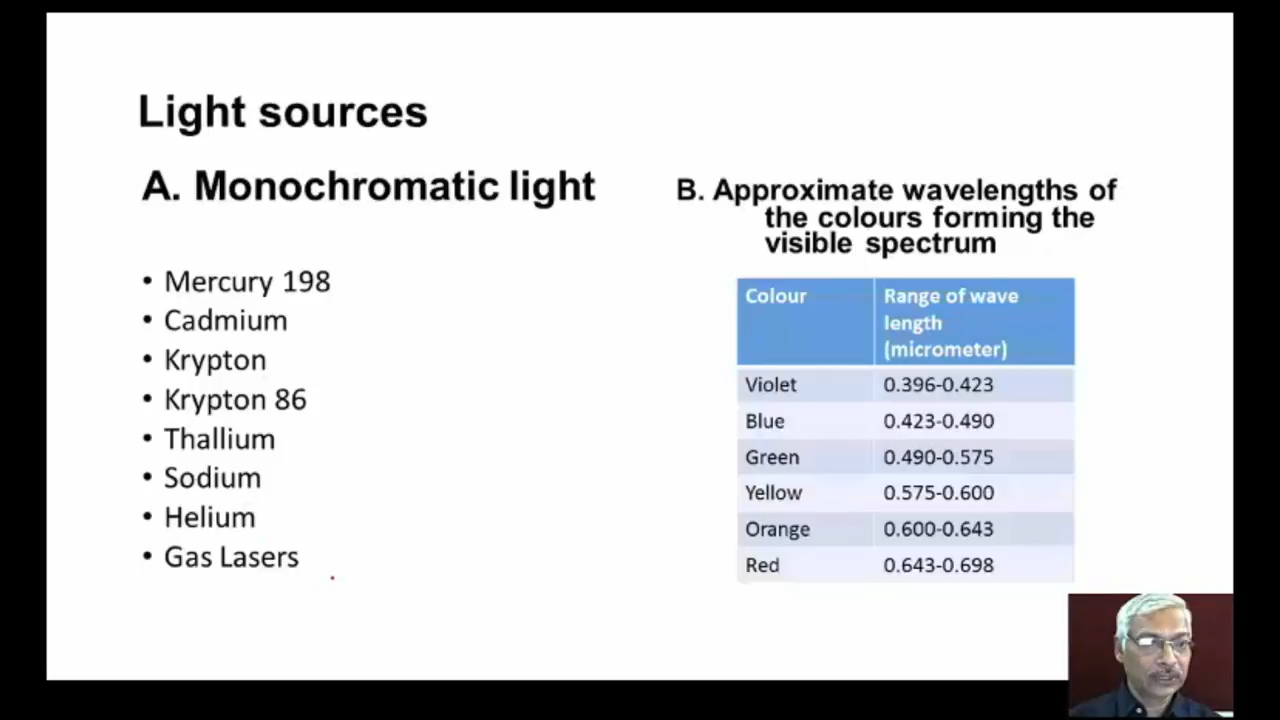 Light sources
A. Monochromatic light
• Mercury 198
• Cadmium
• Krypton
• Krypton 86
• Thallium
• Sodium
• Helium
• Gas Lasers
B. Approximate wavelengths of
the colours forming the
visible spectrum
Colour Range of wave
length
(micrometer)
Violet 0.396-0.423
Blue 0.423-0.490
Green 0.490-0.575
Yellow 0.575-0.600
Orange 0.600-0.643
Red 0.643-0.698